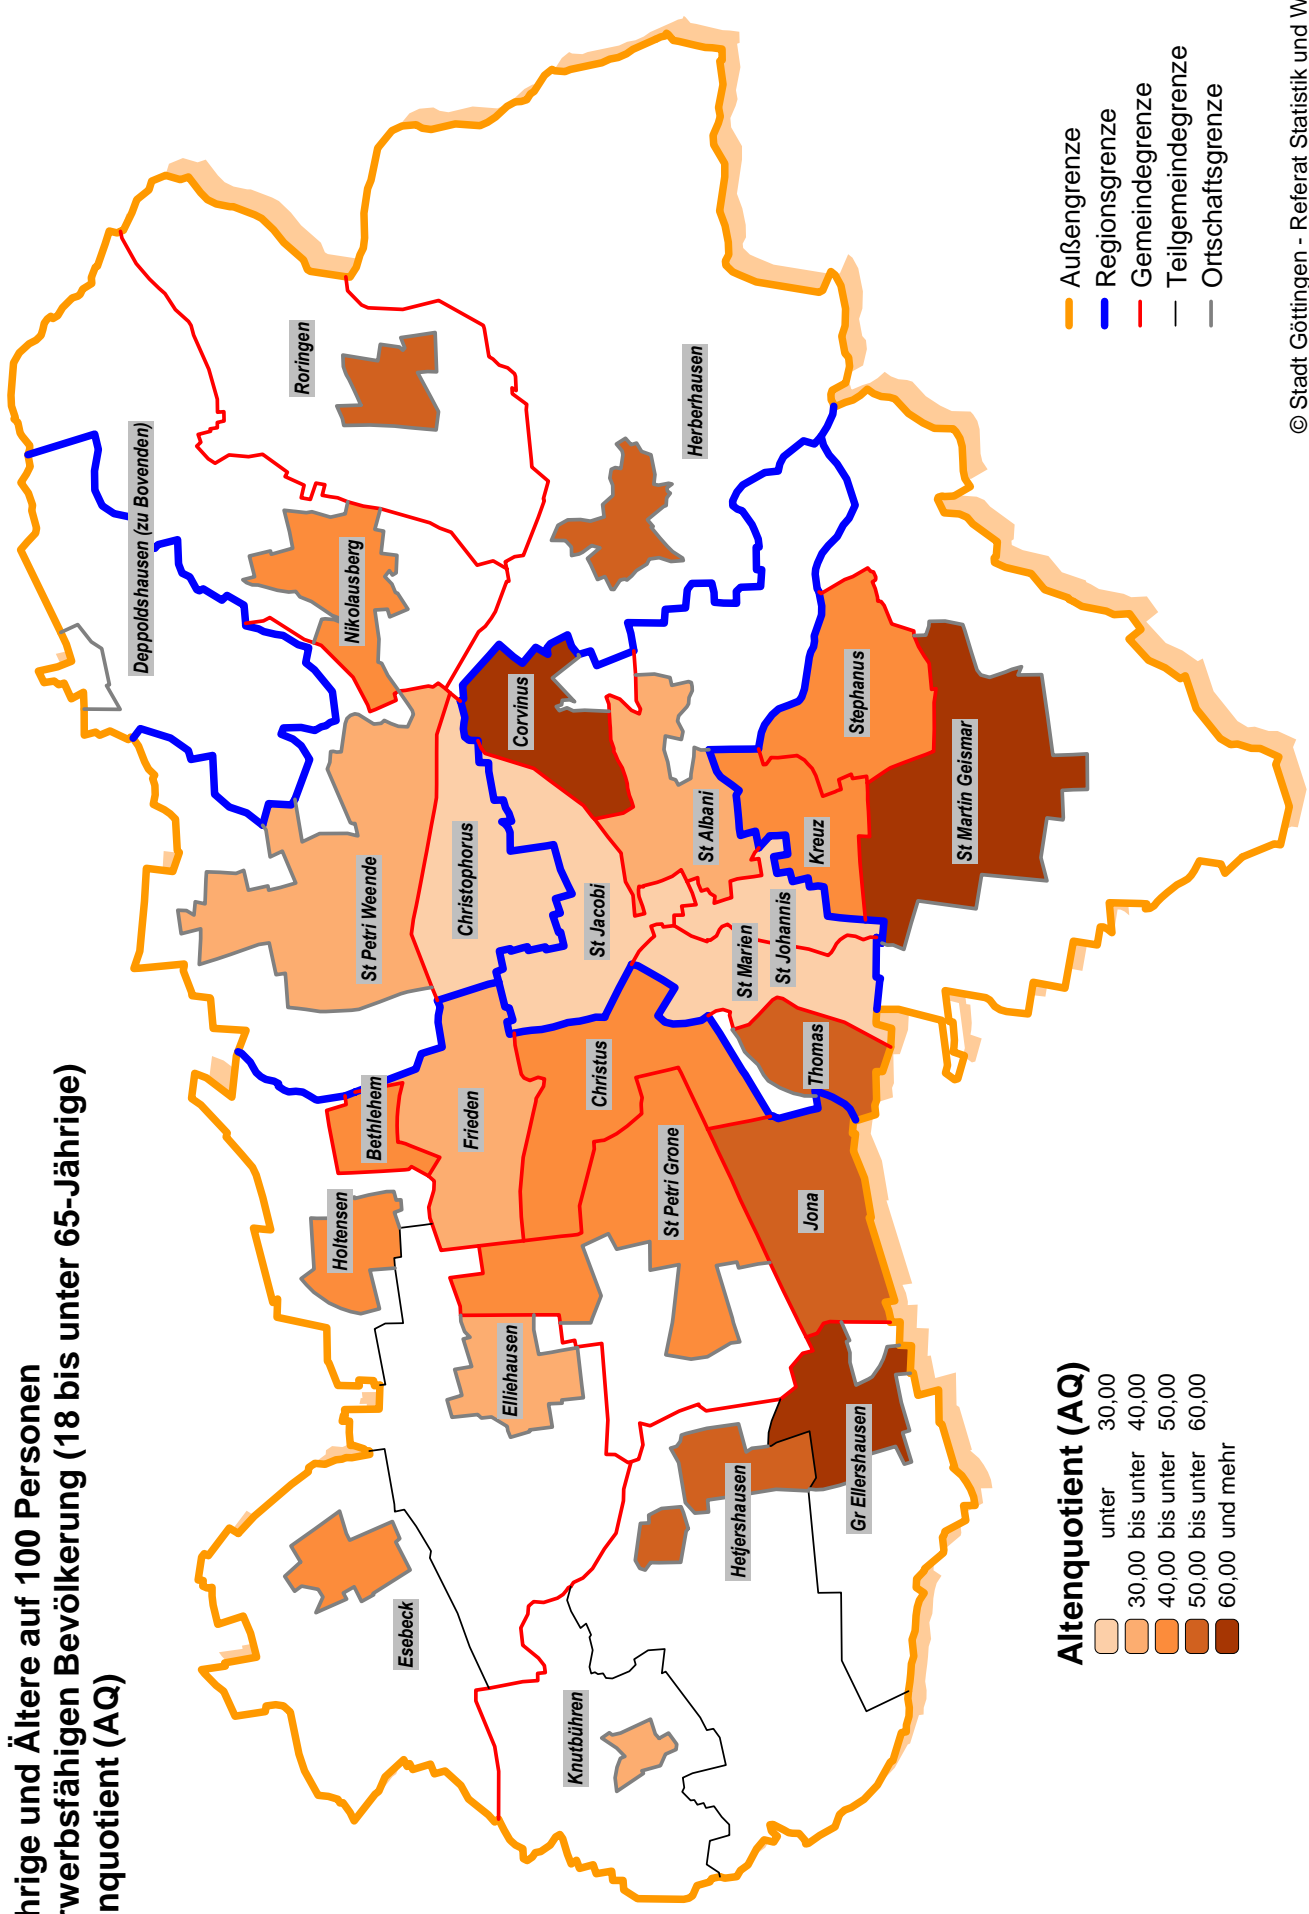 hrige und Ältere auf 100 Personen
werbsfähigen Bevölkerung (18 bis unter 65-Jährige)
nquotient (AQ)
Deppoldshausen (zu Bovenden)
Roringen
Nikolausberg
Herberhausen
St Petri Weende
Corvinus
Christophorus
Stephanus
St Martin Geismar
St Albani
Kreuz
St Jacobi
St Johannis
St Marien
Bethlehem
Frieden
Christus
Thomas
Holtensen
St Petri Grone
Jona
Elliehausen
Hetjershausen
Gr Ellershausen
Esebeck
Knutbühren
Altenquotient (AQ)
unter 30,00
30,00 bis unter 40,00
40,00 bis unter 50,00
50,00 bis unter 60,00
60,00 und mehr
Außengrenze
Regionsgrenze
Gemeindegrenze
Teilgemeindegrenze
Ortschaftsgrenze
© Stadt Göttingen - Referat Statistik und W